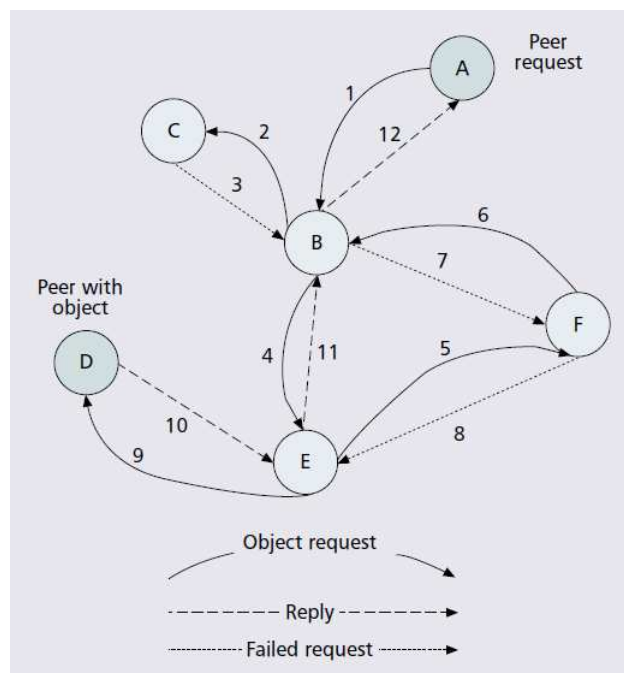 Peer
request
A
1
12
C
2
3
B
6
7
Peer with
object
F
D
4
11
5
10
8
9
E
Object request
Reply
Failed request